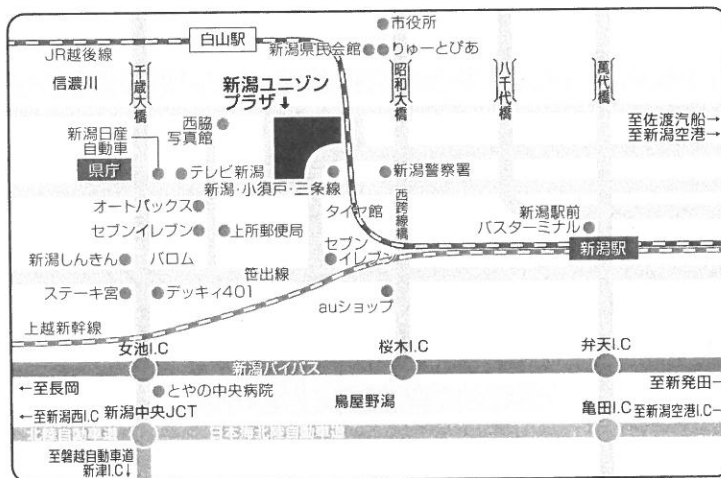 市役所
白山駅
新潟県民会館
りゅーとぴあ
JR越後線
信濃川
千歳大橋
新潟ユニゾン
プラザ↓
昭和大橋
八千代橋
萬代橋
至佐渡汽船→
至新潟空港→
西脇
写真館
新潟日産
自動車
県庁
テレビ新潟
新潟・小須戸・三条線
新潟警察署
オートバックス
タイヤ館
西跨線橋
新潟駅前
バスターミナル
セブンイレブン
上所郵便局
セブン
イレブン
新潟駅
新潟しんきん
バロム
笹出線
ステーキ宮
デッキィ401
auショップ
上越新幹線
女池I.C
桜木I.C
弁天I.C
新潟バイパス
←至長岡
至新発田→
とやの中央病院
鳥屋野潟
←至新潟西I.C
新潟中央JCT
亀田I.C
至新潟空港I.C→
北陸自動車道
日本海北陸自動車道
至磐越自動車道
新津I.C↓